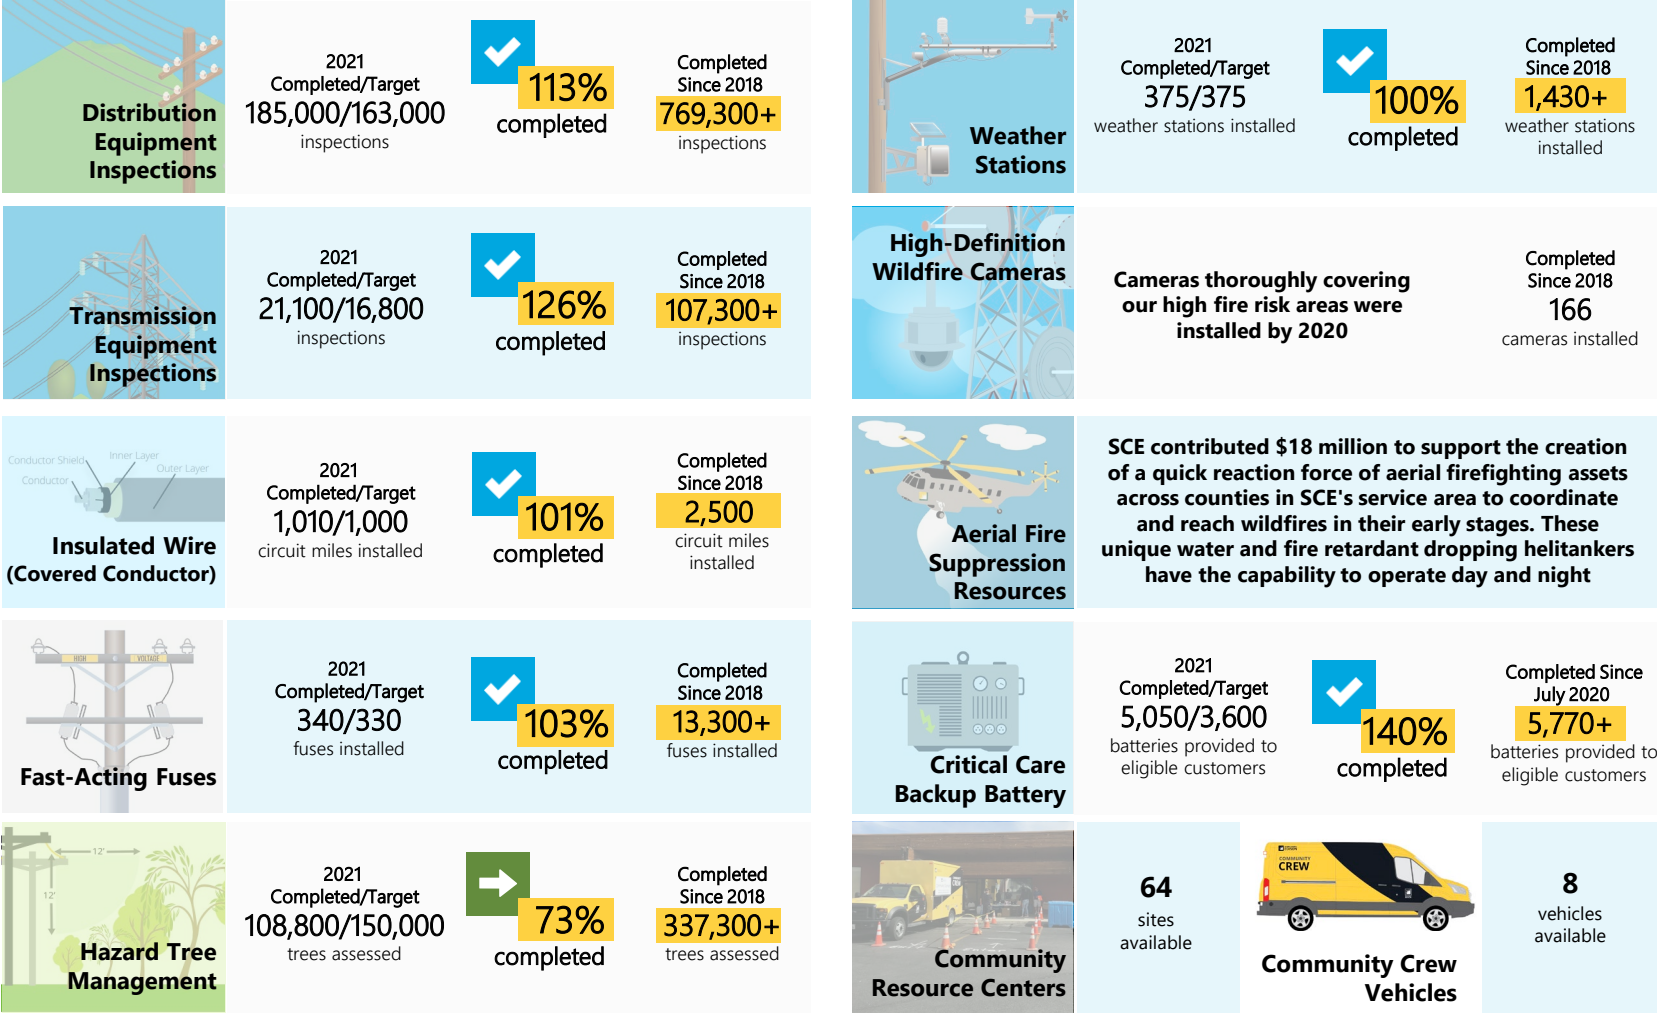 Distribution
Equipment
Inspections
2021
Completed/Target
185,000/163,000
inspections
113%
completed
Completed
Since 2018
769,300+
inspections
Transmission
Equipment
Inspections
2021
Completed/Target
21,100/16,800
inspections
126%
completed
Completed
Since 2018
107,300+
inspections
Conductor Shield
Inner Layer
Outer Layer
Conductor
Insulated Wire
(Covered Conductor)
2021
Completed/Target
1,010/1,000
circuit miles installed
101%
completed
Completed
Since 2018
2,500
circuit miles
installed
HIGH
VOLTAGE
Fast-Acting Fuses
2021
Completed/Target
340/330
fuses installed
103%
completed
Completed
Since 2018
13,300+
fuses installed
12'
12'
Hazard Tree
Management
2021
Completed/Target
108,800/150,000
trees assessed
73%
completed
Completed
Since 2018
337,300+
trees assessed
Weather
Stations
2021
Completed/Target
375/375
weather stations installed
100%
completed
Completed
Since 2018
1,430+
weather stations
installed
High-Definition
Wildfire Cameras
Cameras thoroughly covering
our high fire risk areas were
installed by 2020
Completed
Since 2018
166
cameras installed
Aerial Fire
Suppression
Resources
SCE contributed $18 million to support the creation
of a quick reaction force of aerial firefighting assets
across counties in SCE's service area to coordinate
and reach wildfires in their early stages. These
unique water and fire retardant dropping helitankers
have the capability to operate day and night
Critical Care
Backup Battery
2021
Completed/Target
5,050/3,600
batteries provided to
eligible customers
140%
completed
Completed Since
July 2020
5,770+
batteries provided to
eligible customers
Community
Resource Centers
64
sites
available
COMMUNITY
CREW
Community Crew
Vehicles
8
vehicles
available